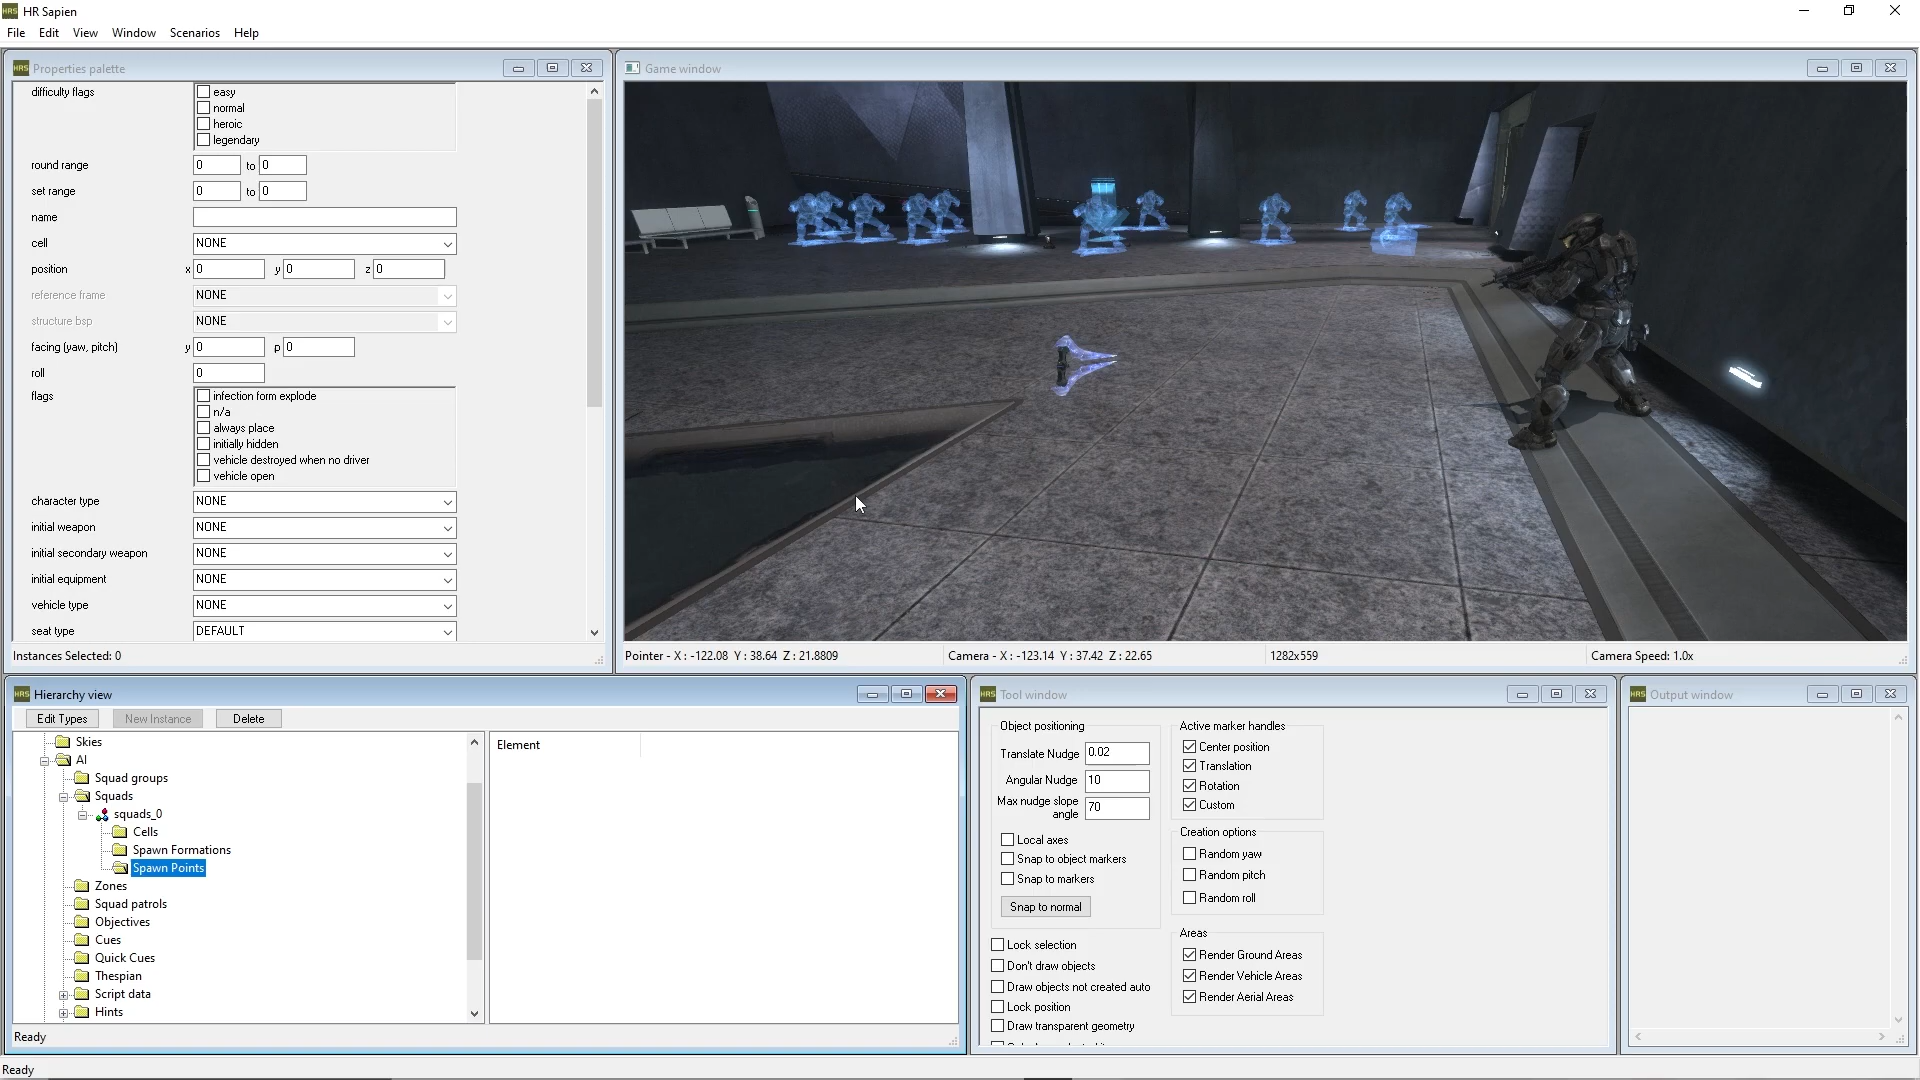 HR Sapien
File Edit View Window Scenarios Help
Properties palette
difficulty flags
easy
normal
heroic
legendary
round range 0 to 0
set range 0 to 0
name
cell NONE
position x 0 y 0 z 0
reference frame NONE
structure bsp NONE
facing (yaw, pitch) y 0 p 0
roll 0
flags
infection form explode
n/a
always place
initially hidden
vehicle destroyed when no driver
vehicle open
character type NONE
initial weapon NONE
initial secondary weapon NONE
initial equipment NONE
vehicle type NONE
seat type DEFAULT
Instances Selected: 0
Game window
Pointer - X: -122.08 Y: 38.64 Z: 21.8809
Camera - X: -123.14 Y: 37.42 Z: 22.65
1282x559
Camera Speed: 1.0x
Hierarchy view
Edit Types New Instance Delete
Skies
AI
Squad groups
Squads
squads_0
Cells
Spawn Formations
Spawn Points
Zones
Squad patrols
Objectives
Cues
Quick Cues
Thespian
Script data
Hints
Element
Ready
Tool window
Object positioning
Translate Nudge 0.02
Angular Nudge 10
Max nudge slope
angle 70
Local axes
Snap to object markers
Snap to markers
Snap to normal
Lock selection
Don't draw objects
Draw objects not created auto
Lock position
Draw transparent geometry
Active marker handles
Center position
Translation
Rotation
Custom
Creation options
Random yaw
Random pitch
Random roll
Areas
Render Ground Areas
Render Vehicle Areas
Render Aerial Areas
Output window
Ready